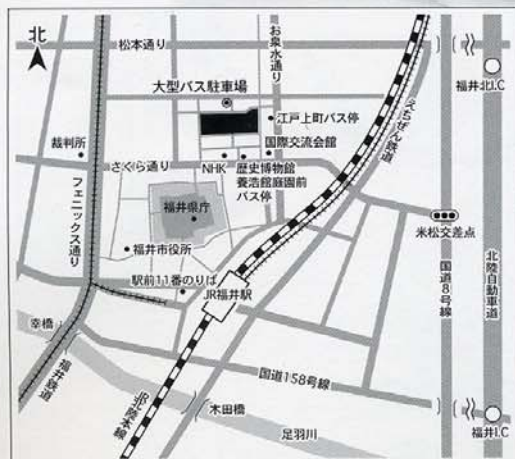 北
松本通り
お泉水通り
福井北I.C
大型バス駐車場
えちぜん鉄道
江戸上町バス停
国際交流会館
裁判所
さくら通り
NHK
歴史博物館
養浩館庭園前
バス停
フェニックス通り
福井県庁
米松交差点
福井市役所
国道8号線
北陸自動車道
駅前11番のりば
JR福井駅
幸橋
福井鉄道
国道158号線
JR北陸本線
木田橋
足羽川
福井I.C